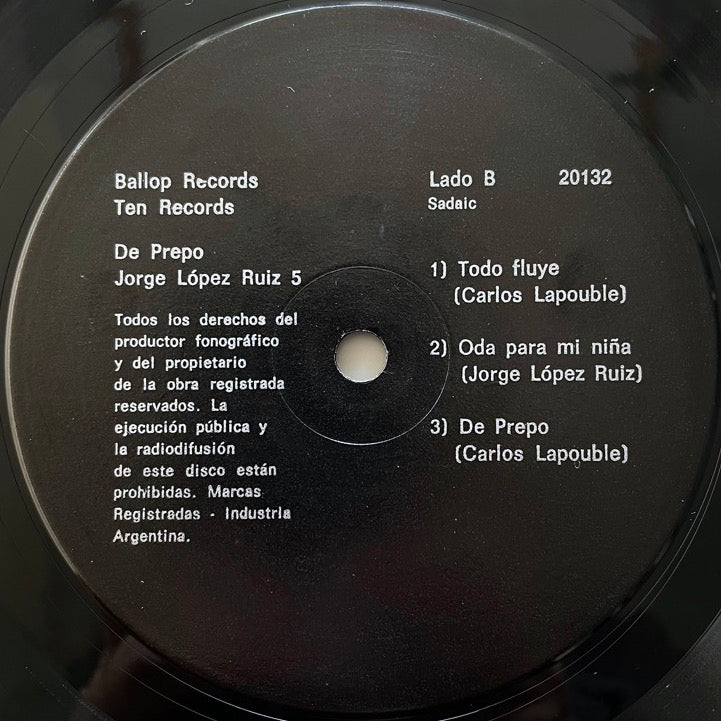 Ballop Records
Ten Records
De Prepo
Jorge López Ruiz 5
Todos los derechos del
productor fonográfico
y del propietario
de la obra registrada
reservados. La
ejecución pública y
la radiodifusión
de este disco están
prohibidas. Marcas
Registradas - Industria
Argentina.
Lado B 20132
Sadaic
1) Todo fluye
(Carlos Lapouble)
2) Oda para mi niña
(Jorge López Ruiz)
3) De Prepo
(Carlos Lapouble)